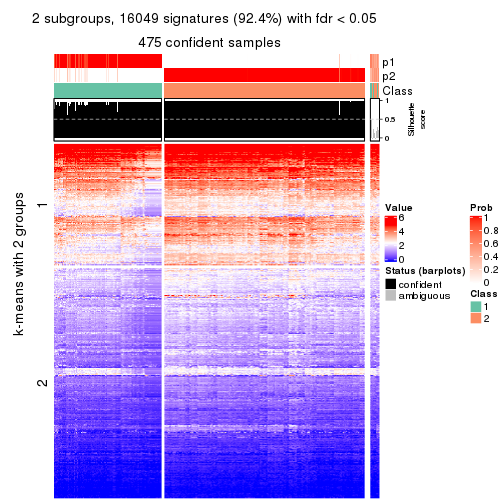 2 subgroups, 16049 signatures (92.4%) with fdr < 0.05
475 confident samples
p1
p2
Class
1
0.5
0
Silhouette
score
k-means with 2 groups
1
2
Value
6
4
2
0
Status (barplots)
confident
ambiguous
Prob
1
0.8
0.6
0.4
0.2
0
Class
1
2